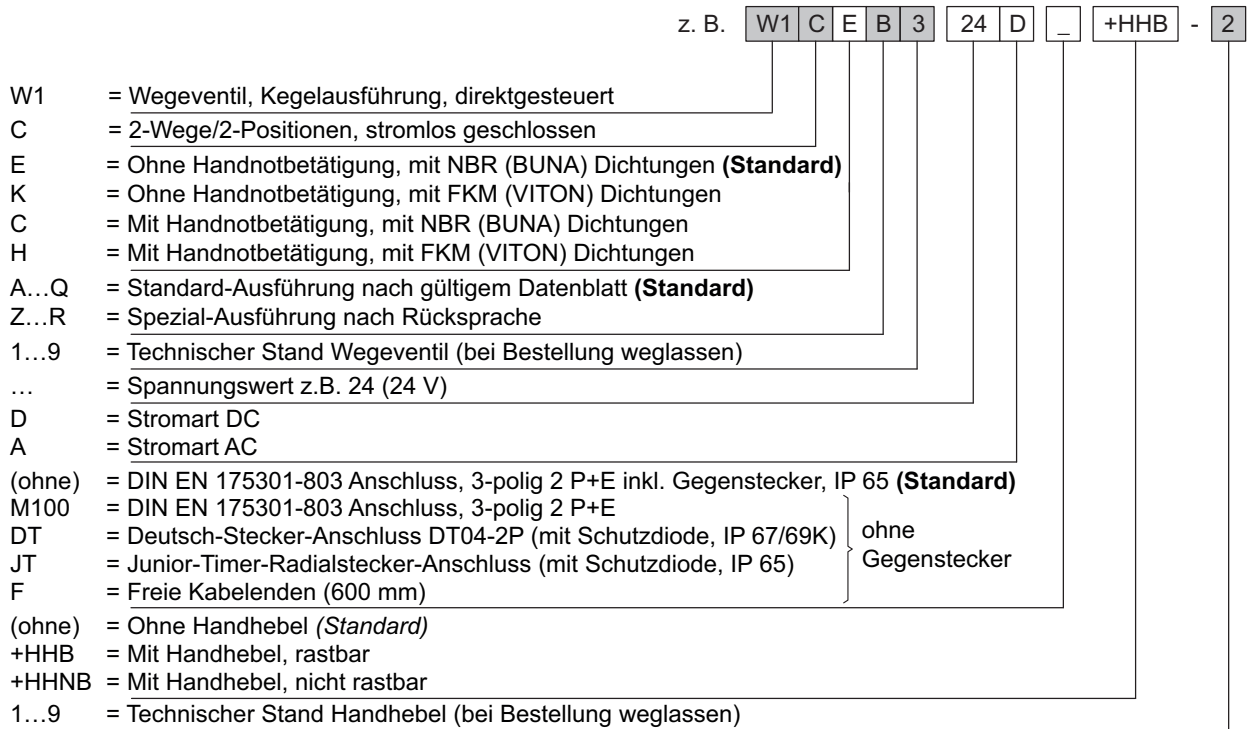 z. B. W1 C E B 3 24 D _ +HHB - 2
W1 = Wegeventil, Kegelausführung, direktgesteuert
C = 2-Wege/2-Positionen, stromlos geschlossen
E = Ohne Handnotbetätigung, mit NBR (BUNA) Dichtungen (Standard)
K = Ohne Handnotbetätigung, mit FKM (VITON) Dichtungen
C = Mit Handnotbetätigung, mit NBR (BUNA) Dichtungen
H = Mit Handnotbetätigung, mit FKM (VITON) Dichtungen
A…Q = Standard-Ausführung nach gültigem Datenblatt (Standard)
Z…R = Spezial-Ausführung nach Rücksprache
1…9 = Technischer Stand Wegeventil (bei Bestellung weglassen)
… = Spannungswert z.B. 24 (24 V)
D = Stromart DC
A = Stromart AC
(ohne) = DIN EN 175301-803 Anschluss, 3-polig 2 P+E inkl. Gegenstecker, IP 65 (Standard)
M100 = DIN EN 175301-803 Anschluss, 3-polig 2 P+E
DT = Deutsch-Stecker-Anschluss DT04-2P (mit Schutzdiode, IP 67/69K)
JT = Junior-Timer-Radialstecker-Anschluss (mit Schutzdiode, IP 65)
F = Freie Kabelenden (600 mm)
ohne
Gegenstecker
(ohne) = Ohne Handhebel (Standard)
+HHB = Mit Handhebel, rastbar
+HHNB = Mit Handhebel, nicht rastbar
1…9 = Technischer Stand Handhebel (bei Bestellung weglassen)